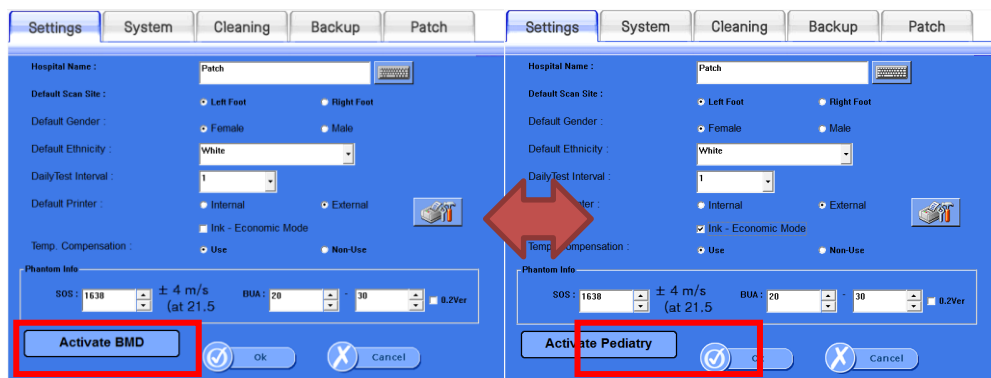 Settings System Cleaning Backup Patch
Hospital Name : Patch
Default Scan Site : Left Foot Right Foot
Default Gender : Female Male
Default Ethnicity : White
DailyTest Interval : 1
Default Printer : Internal External
Ink - Economic Mode
Temp. Compensation : Use Non-Use
Phantom Info
SOS : 1638 ± 4 m/s BUA : 20 - 30 0.2Ver
(at 21.5
Activate BMD
Ok Cancel
Settings System Cleaning Backup Patch
Hospital Name : Patch
Default Scan Site : Left Foot Right Foot
Default Gender : Female Male
Default Ethnicity : White
DailyTest Interval : 1
nter : Internal External
Ink - Economic Mode
Temp. Compensation : Use Non-Use
Phantom Info
SOS : 1638 ± 4 m/s BUA : 20 - 30 0.2Ver
(at 21.5
Activate Pediatry
Cancel